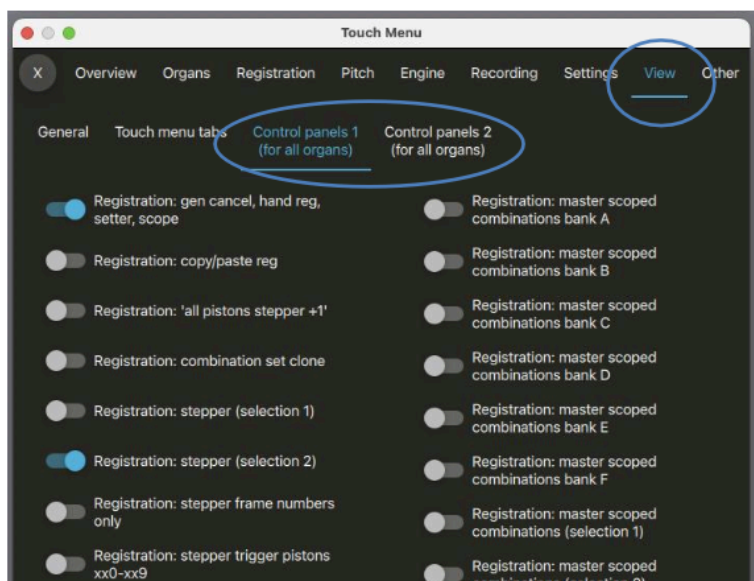 Touch Menu
X Overview Organs Registration Pitch Engine Recording Settings View Other
General Touch menu tabs Control panels 1 Control panels 2
(for all organs) (for all organs)
Registration: gen cancel, hand reg,
setter, scope
Registration: copy/paste reg
Registration: 'all pistons stepper +1'
Registration: combination set clone
Registration: stepper (selection 1)
Registration: stepper (selection 2)
Registration: stepper frame numbers
only
Registration: stepper trigger pistons
xx0-xx9
Registration: master scoped
combinations bank A
Registration: master scoped
combinations bank B
Registration: master scoped
combinations bank C
Registration: master scoped
combinations bank D
Registration: master scoped
combinations bank E
Registration: master scoped
combinations bank F
Registration: master scoped
combinations (selection 1)
Registration: master scoped